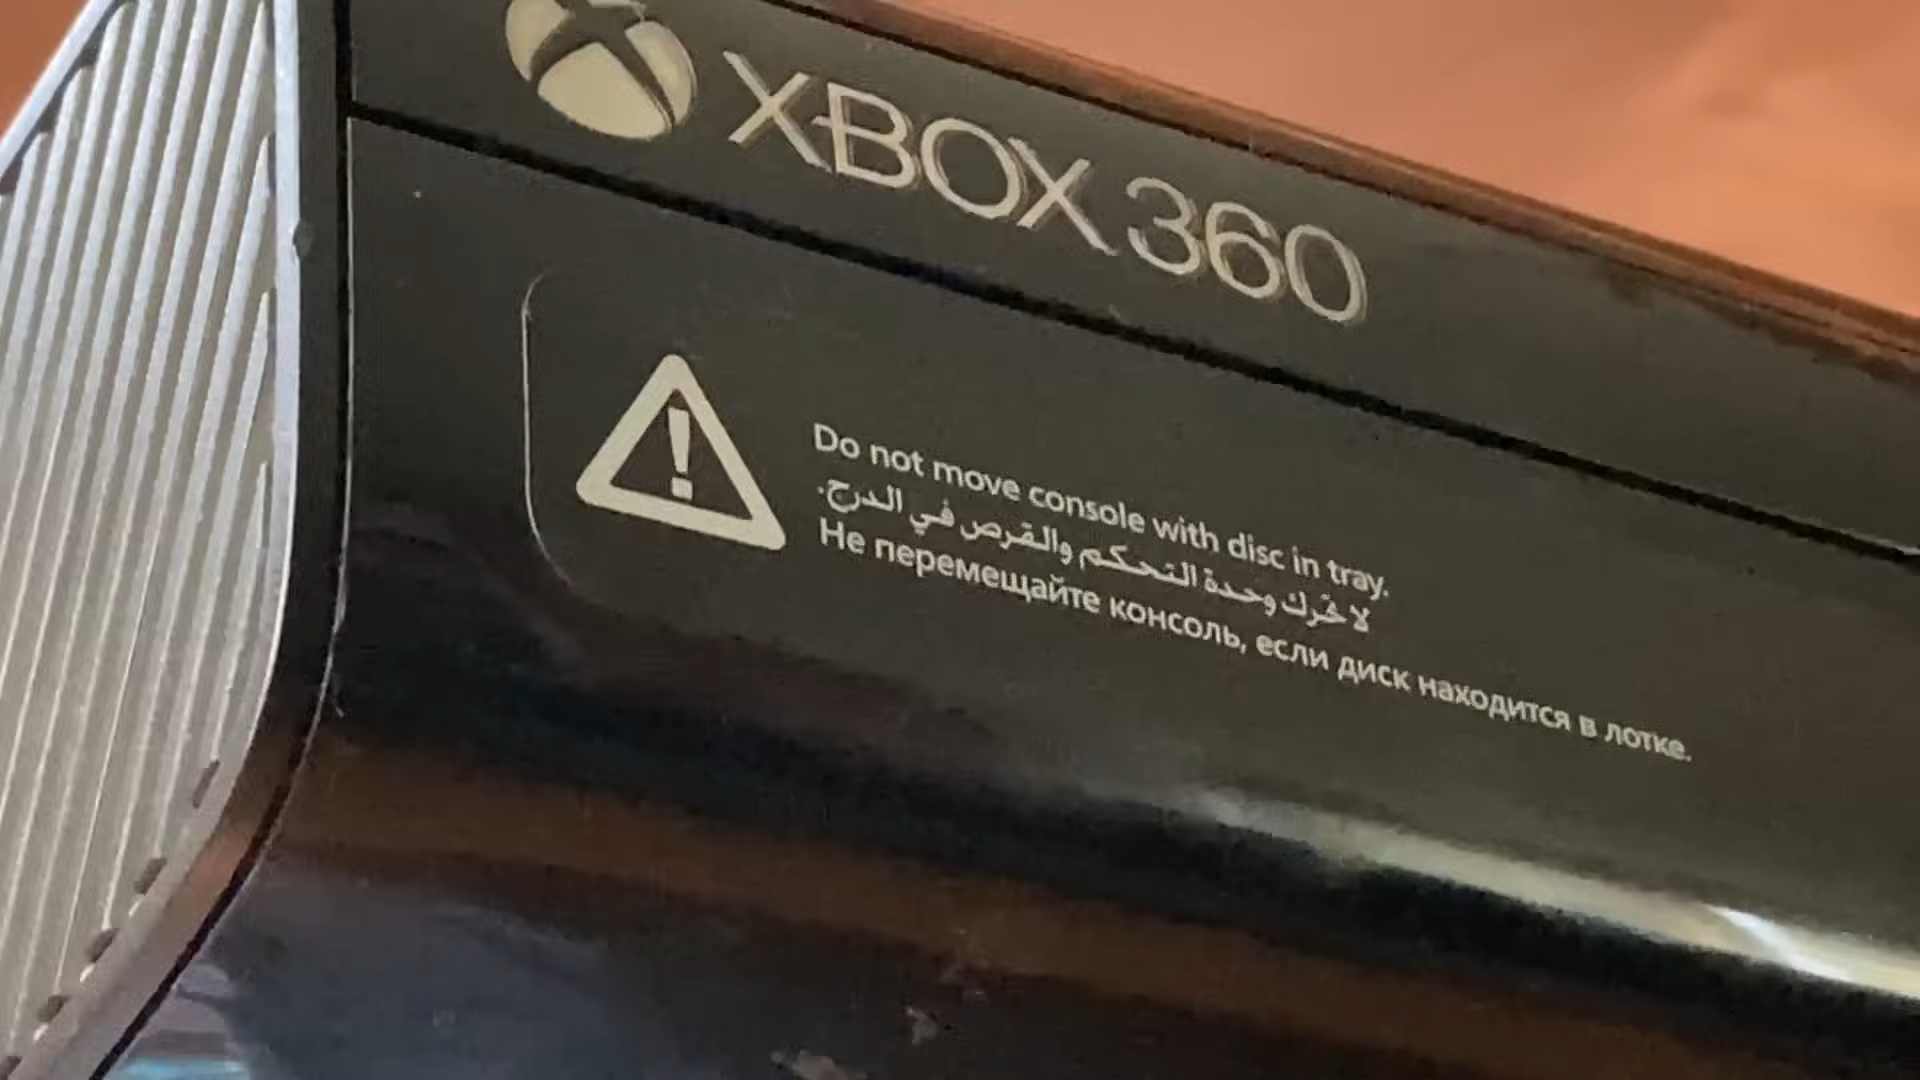 XBOX 360
Do not move console with disc in tray.
لا تحرك وحدة التحكم والقرص في الدرج.
Не перемещайте консоль, если диск находится в лотке.